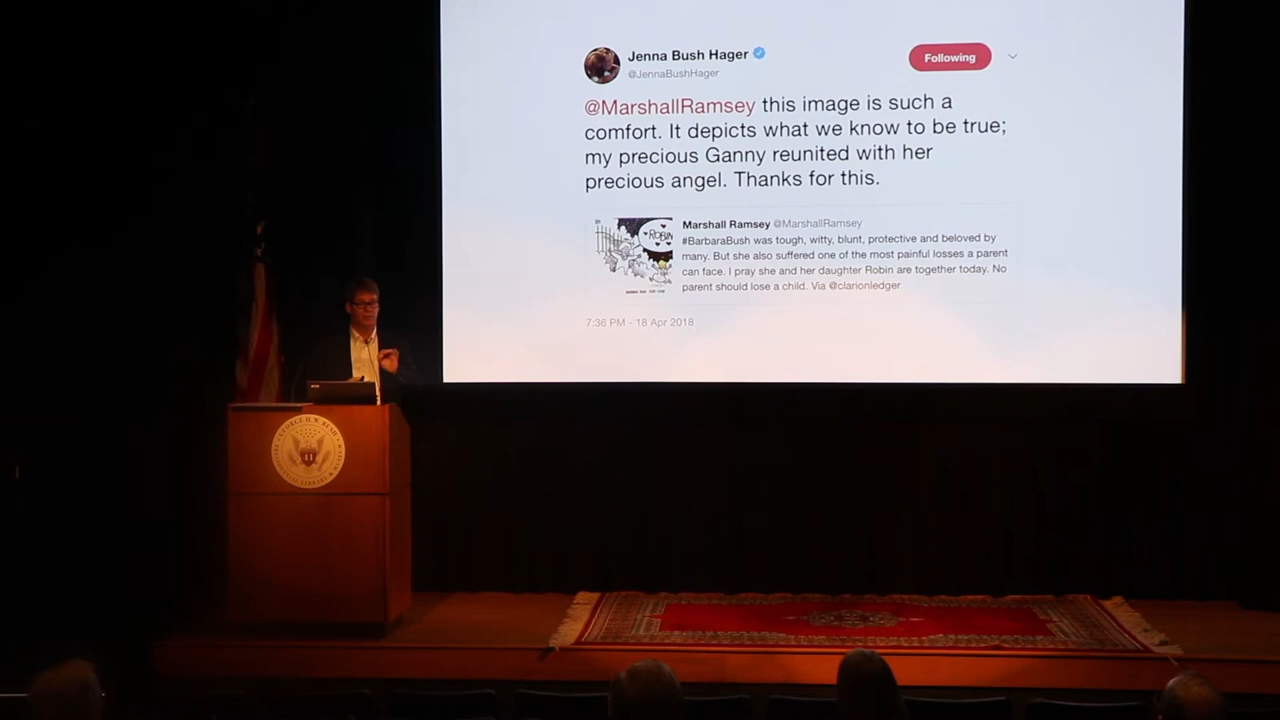 Jenna Bush Hager
@JennaBushHager
Following
@MarshallRamsey this image is such a
comfort. It depicts what we know to be true;
my precious Ganny reunited with her
precious angel. Thanks for this.
ROBIN
Marshall Ramsey @MarshallRamsey
#BarbaraBush was tough, witty, blunt, protective and beloved by
many. But she also suffered one of the most painful losses a parent
can face. I pray she and her daughter Robin are together today. No
parent should lose a child. Via @clarionledger
7:36 PM - 18 Apr 2018
GEORGE H.W. BUSH
41